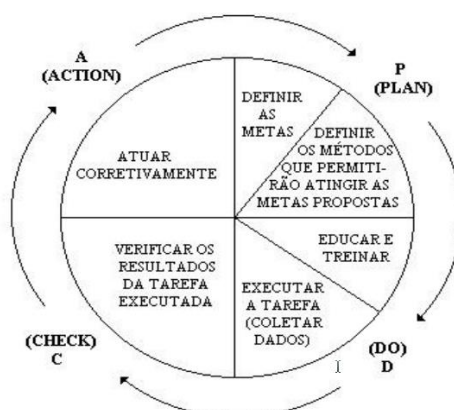 A
(ACTION)
P
(PLAN)
DEFINIR
AS
METAS
DEFINIR
OS MÉTODOS
QUE PERMITI-
RÃO ATINGIR AS
METAS PROPOSTAS
ATUAR
CORRETIVAMENTE
EDUCAR E
TREINAR
VERIFICAR OS
RESULTADOS
DA TAREFA
EXECUTADA
EXECUTAR
A TAREFA
(COLETAR
DADOS)
(CHECK)
C
(DO)
D